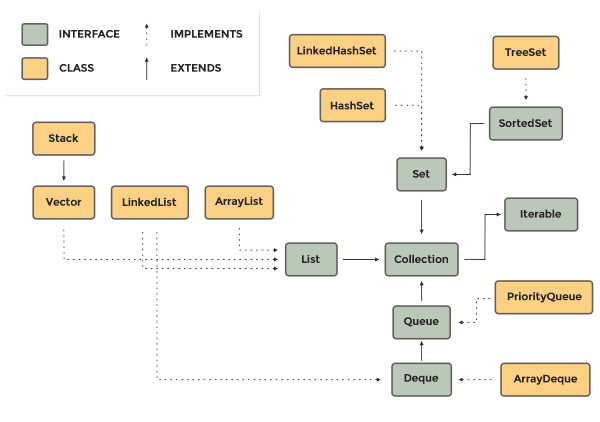 INTERFACE
IMPLEMENTS
CLASS
EXTENDS
LinkedHashSet
TreeSet
HashSet
SortedSet
Stack
Set
Vector
LinkedList
ArrayList
Iterable
List
Collection
PriorityQueue
Queue
Deque
ArrayDeque